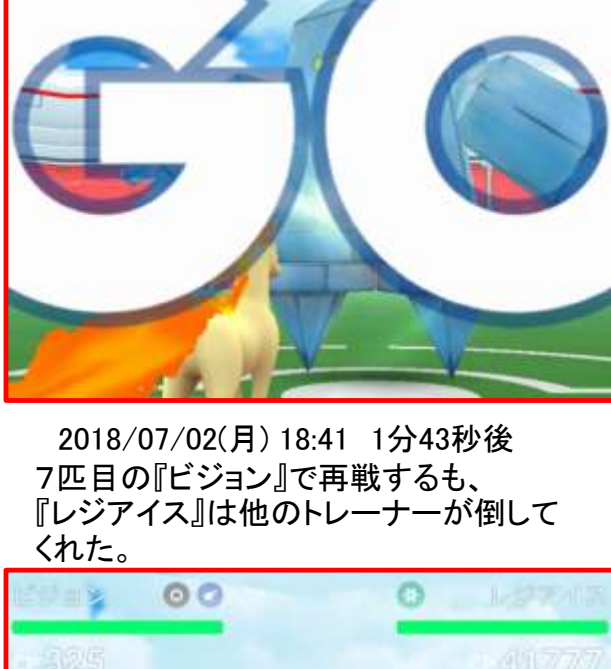 GO
2018/07/02(月) 18:41 1分43秒後
7匹目の『ビジョン』で再戦するも、
『レジアイス』は他のトレーナーが倒して
くれた。
ビジョン レジアイス
325 41777